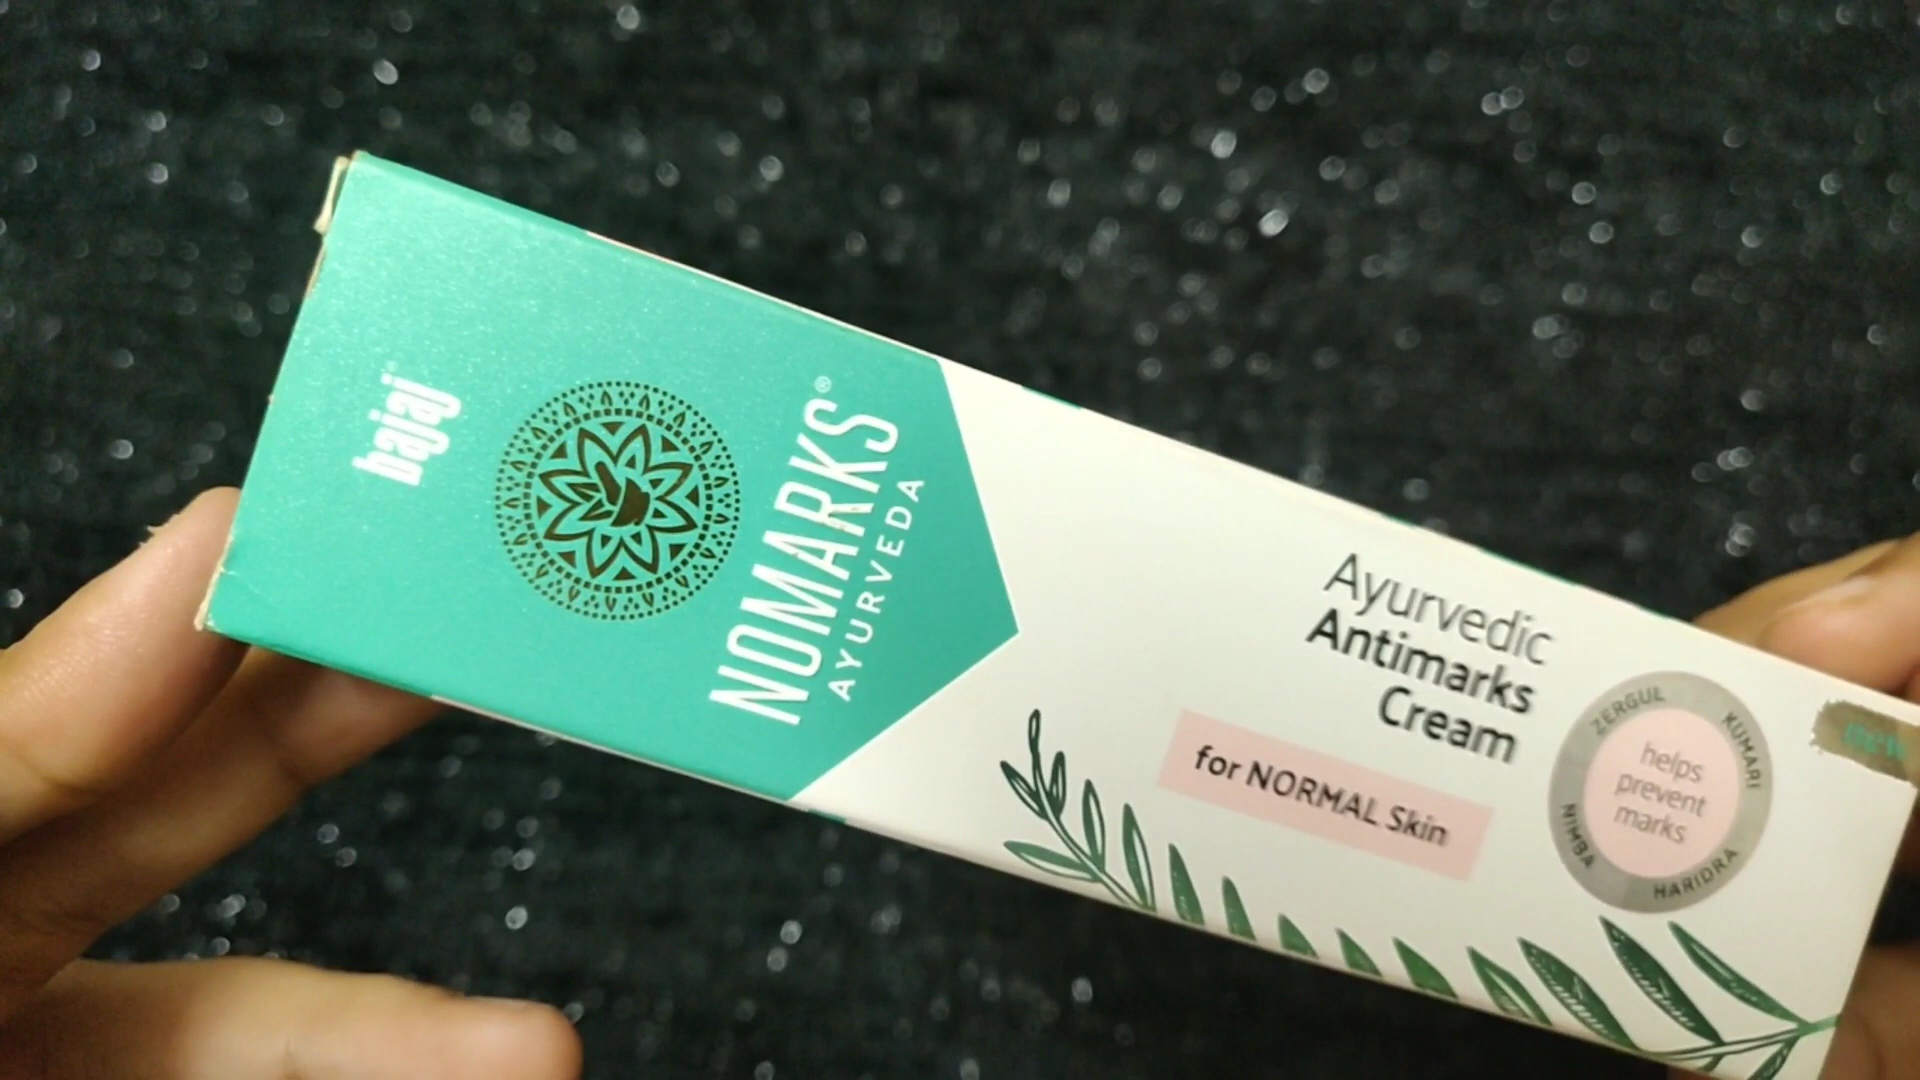 bajaj
NOMARKS®
AYURVEDA
Ayurvedic
Antimarks
Cream
for NORMAL Skin
ZERGUL
KUMARI
HARIDRA
NIMBA
helps
prevent
marks